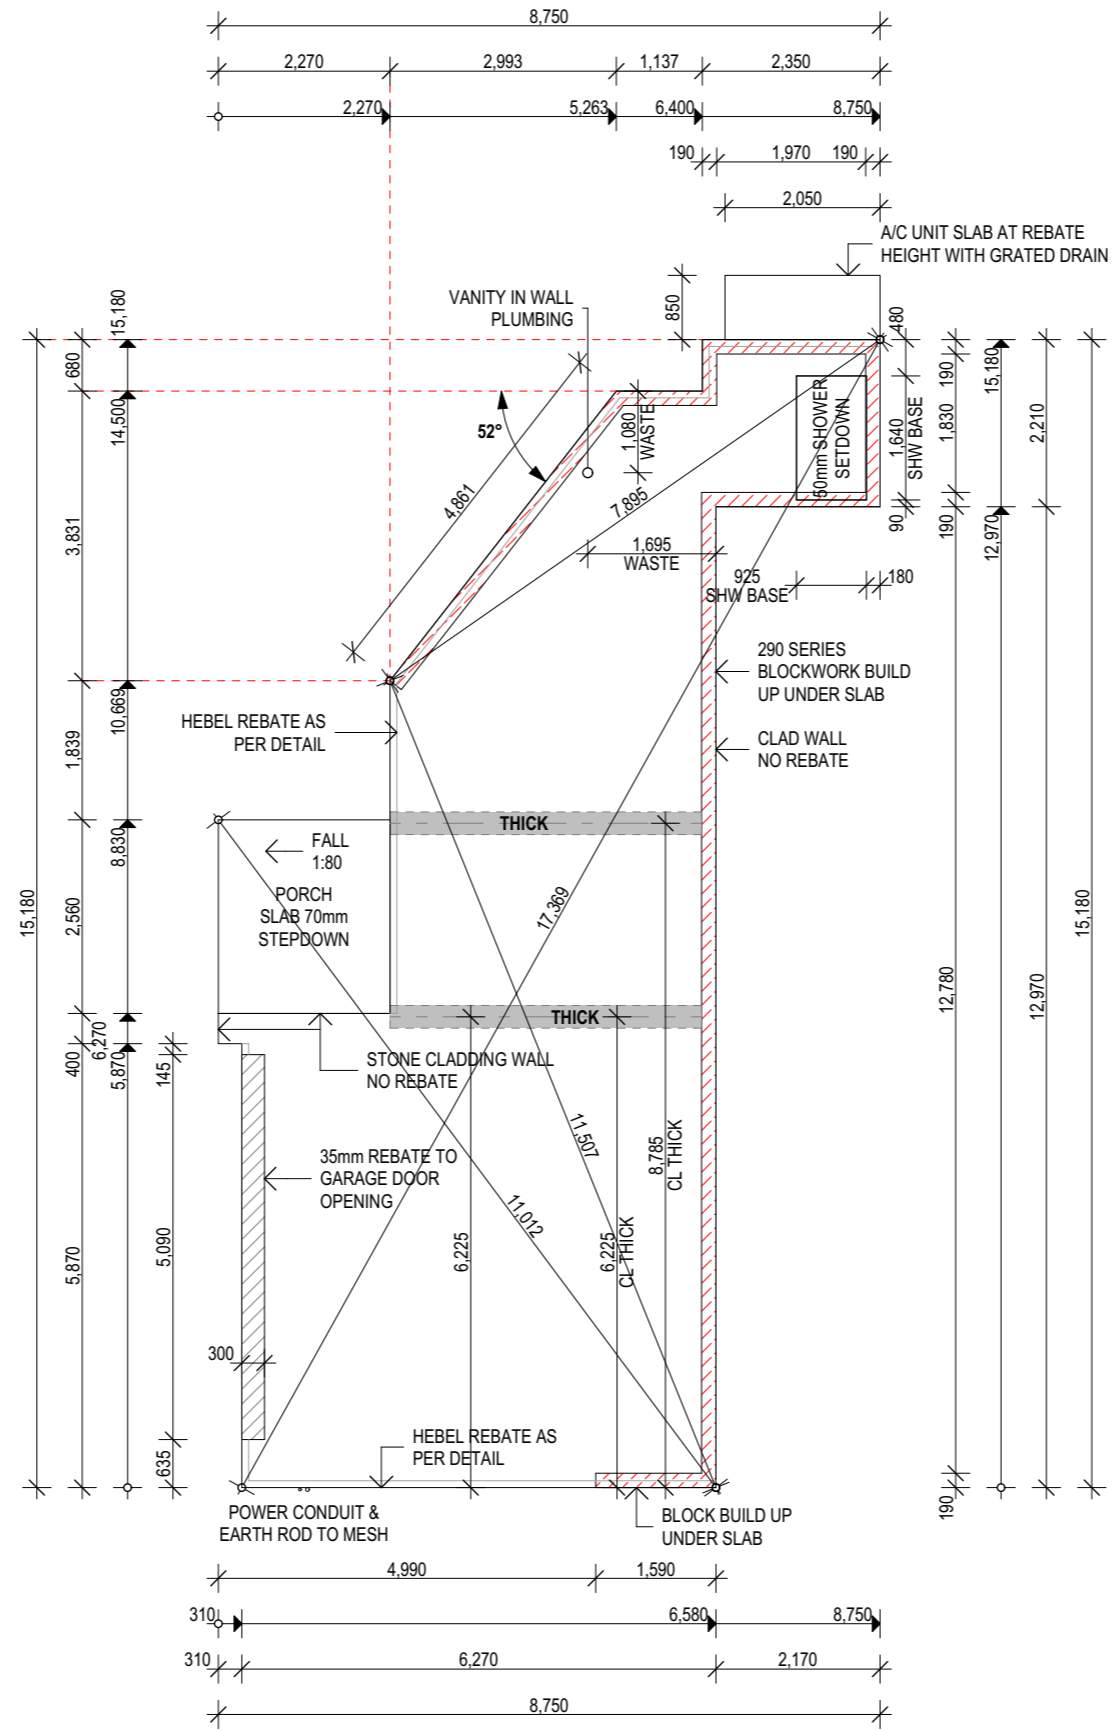 8,750
2,270
2,993
1,137
2,350
2,270
5,263
6,400
8,750
190
1,970
190
2,050
A/C UNIT SLAB AT REBATE
HEIGHT WITH GRATED DRAIN
VANITY IN WALL
PLUMBING
850
480
15,180
680
14,500
52°
1,080
WASTE
50mm SHOWER
SETDOWN
1,640
SHW BASE
190
1,830
15,180
2,210
4,861
7,895
90
190
12,970
3,831
1,695
WASTE
925
SHW BASE
180
290 SERIES
BLOCKWORK BUILD
UP UNDER SLAB
10,669
1,839
HEBEL REBATE AS
PER DETAIL
CLAD WALL
NO REBATE
THICK
8,830
FALL
1:80
PORCH
SLAB 70mm
STEPDOWN
15,180
2,560
17,369
15,180
12,780
12,970
THICK
6,270
400
5,870
145
STONE CLADDING WALL
NO REBATE
11,507
8,785
CL THICK
35mm REBATE TO
GARAGE DOOR
OPENING
11,012
5,870
5,090
6,225
6,225
CL THICK
300
635
HEBEL REBATE AS
PER DETAIL
190
POWER CONDUIT &
EARTH ROD TO MESH
BLOCK BUILD UP
UNDER SLAB
4,990
1,590
310
6,580
8,750
310
6,270
2,170
8,750